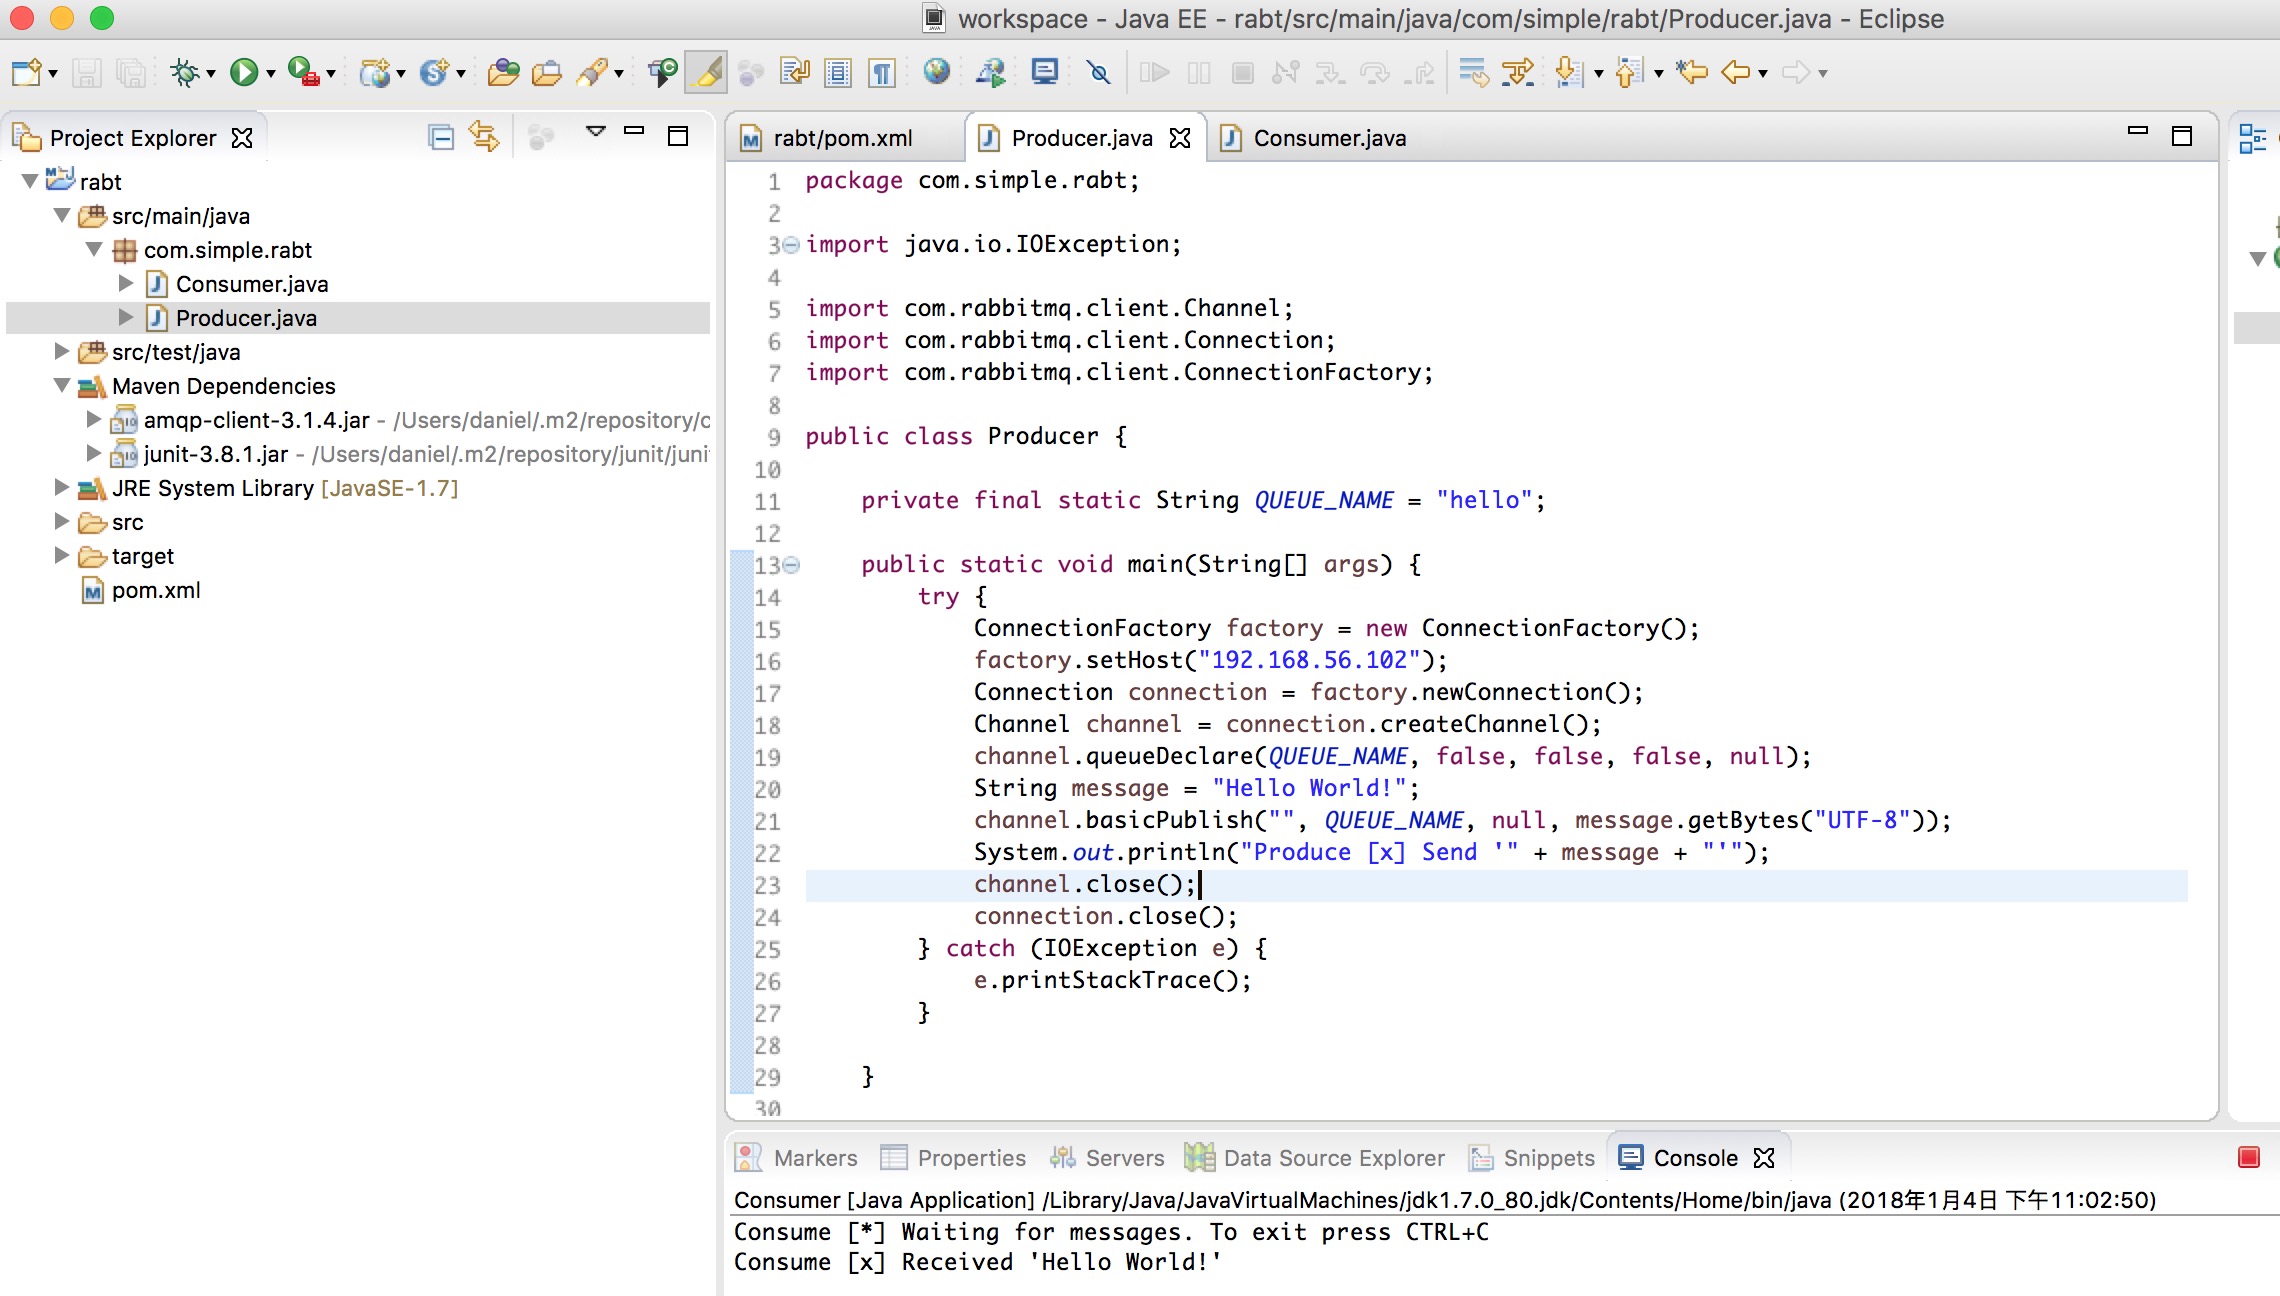 workspace - Java EE - rabt/src/main/java/com/simple/rabt/Producer.java - Eclipse
Project Explorer
rabt
src/main/java
com.simple.rabt
Consumer.java
Producer.java
src/test/java
Maven Dependencies
amqp-client-3.1.4.jar - /Users/daniel/.m2/repository/c
junit-3.8.1.jar - /Users/daniel/.m2/repository/junit/juni
JRE System Library [JavaSE-1.7]
src
target
pom.xml
rabt/pom.xml Producer.java Consumer.java
1 package com.simple.rabt;
2
3 import java.io.IOException;
4
5 import com.rabbitmq.client.Channel;
6 import com.rabbitmq.client.Connection;
7 import com.rabbitmq.client.ConnectionFactory;
8
9 public class Producer {
10
11 private final static String QUEUE_NAME = "hello";
12
13 public static void main(String[] args) {
14 try {
15 ConnectionFactory factory = new ConnectionFactory();
16 factory.setHost("192.168.56.102");
17 Connection connection = factory.newConnection();
18 Channel channel = connection.createChannel();
19 channel.queueDeclare(QUEUE_NAME, false, false, false, null);
20 String message = "Hello World!";
21 channel.basicPublish("", QUEUE_NAME, null, message.getBytes("UTF-8"));
22 System.out.println("Produce [x] Send '" + message + "'");
23 channel.close();
24 connection.close();
25 } catch (IOException e) {
26 e.printStackTrace();
27 }
28
29 }
30
Markers Properties Servers Data Source Explorer Snippets Console
Consumer [Java Application] /Library/Java/JavaVirtualMachines/jdk1.7.0_80.jdk/Contents/Home/bin/java (2018年1月4日 下午11:02:50)
Consume [*] Waiting for messages. To exit press CTRL+C
Consume [x] Received 'Hello World!'